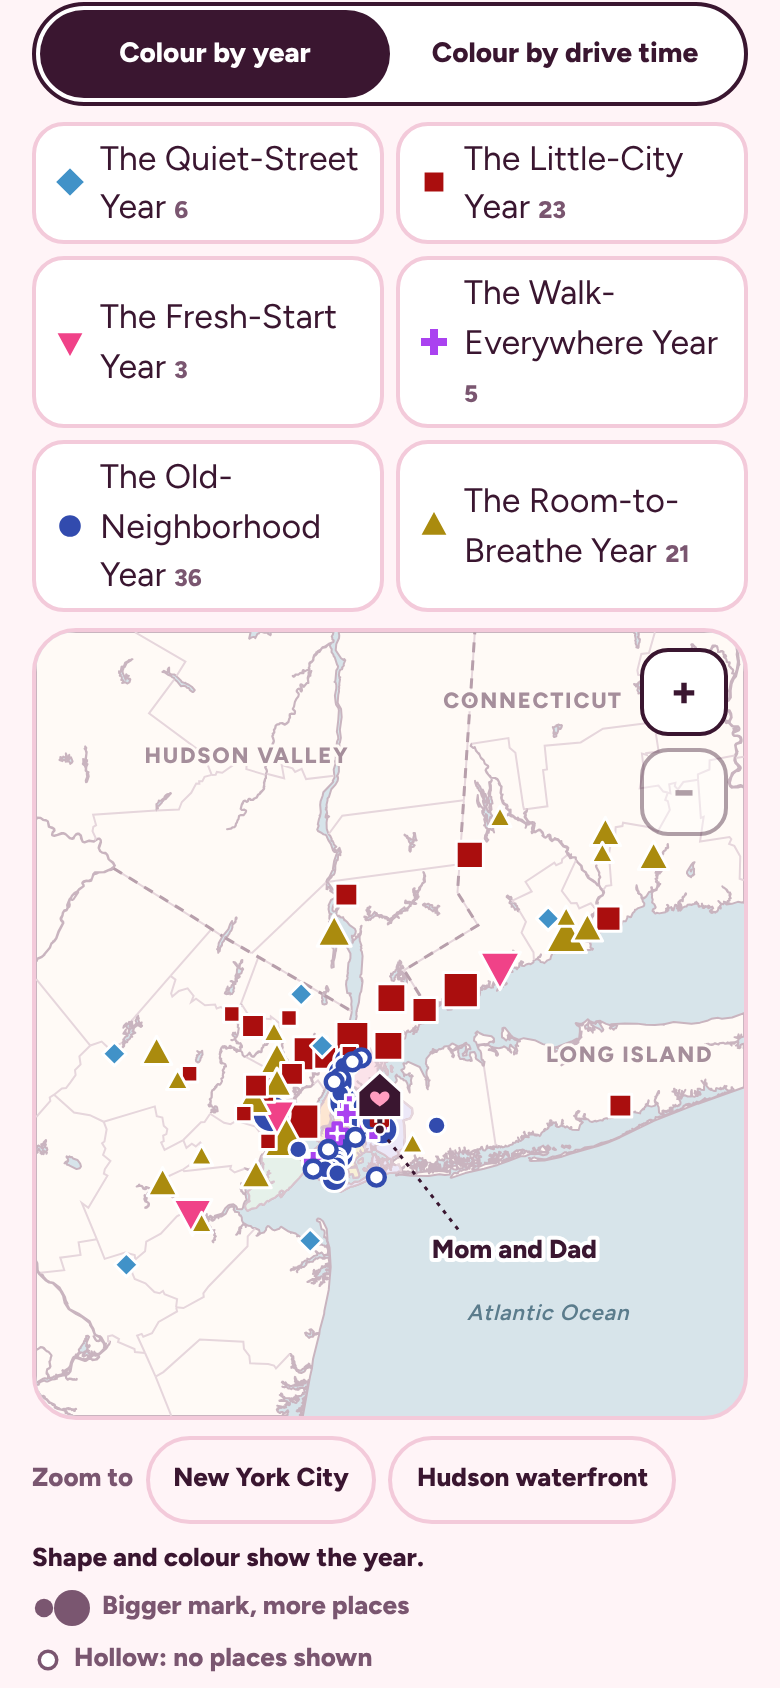 Colour by year
Colour by drive time
The Quiet-Street
Year 6
The Little-City
Year 23
The Fresh-Start
Year 3
The Walk-
Everywhere Year
5
The Old-
Neighborhood
Year 36
The Room-to-
Breathe Year 21
+
CONNECTICUT
HUDSON VALLEY
−
LONG ISLAND
Mom and Dad
Atlantic Ocean
Zoom to
New York City
Hudson waterfront
Shape and colour show the year.
Bigger mark, more places
Hollow: no places shown